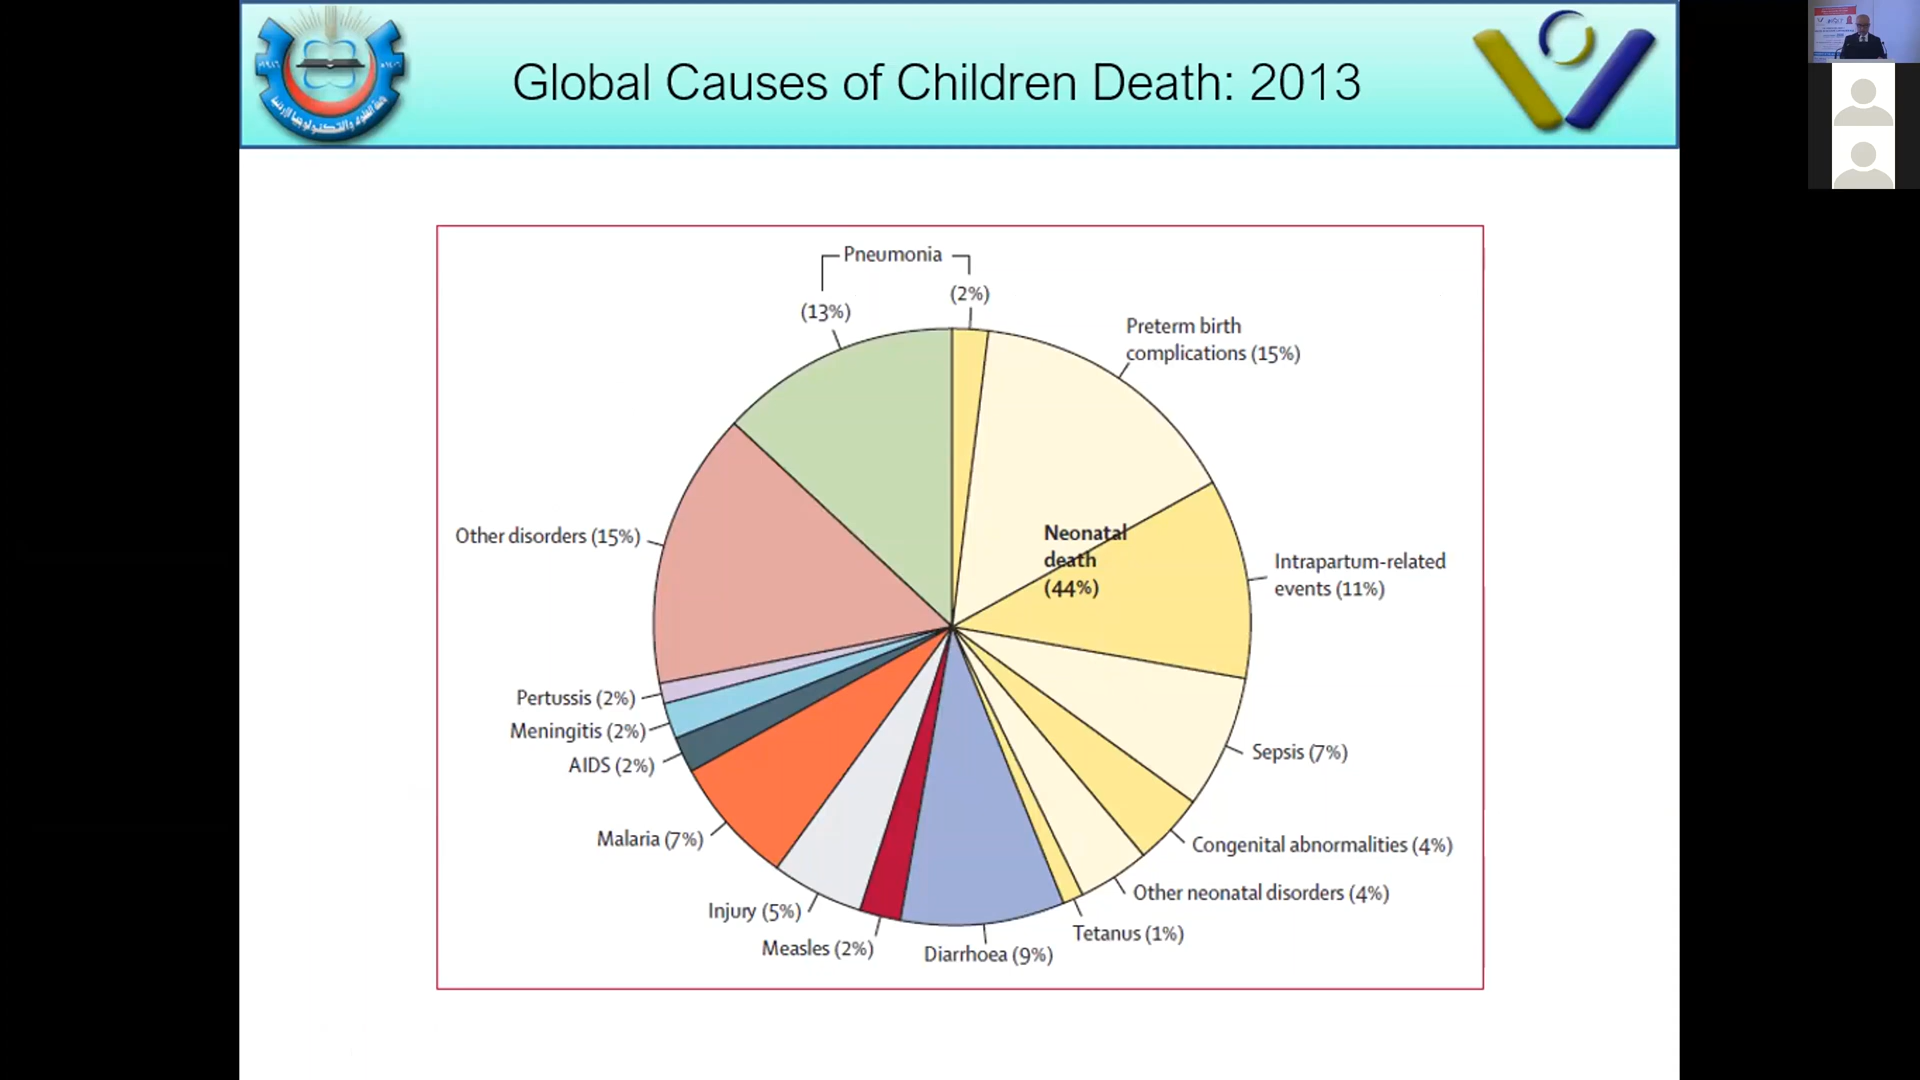 Global Causes of Children Death: 2013
Pneumonia
(13%)
(2%)
Preterm birth
complications (15%)
Neonatal
death
(44%)
Other disorders (15%)
Intrapartum-related
events (11%)
Pertussis (2%)
Meningitis (2%)
AIDS (2%)
Sepsis (7%)
Malaria (7%)
Congenital abnormalities (4%)
Injury (5%)
Other neonatal disorders (4%)
Measles (2%)
Tetanus (1%)
Diarrhoea (9%)